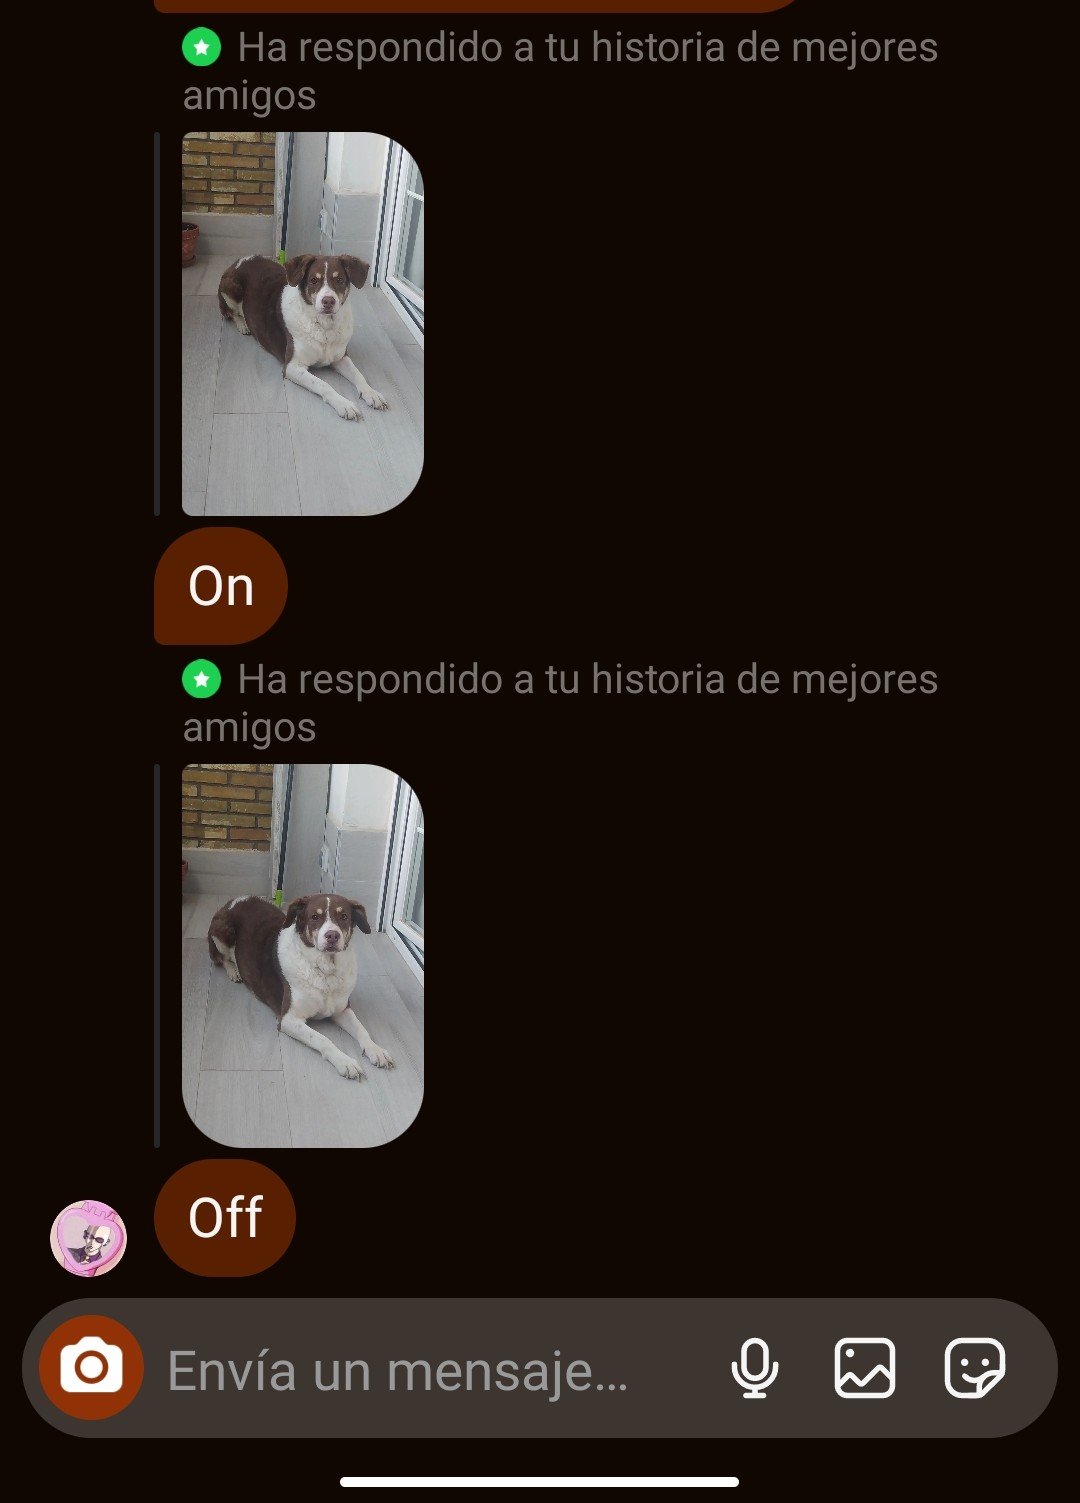 Ha respondido a tu historia de mejores
amigos
On
Ha respondido a tu historia de mejores
amigos
Off
Envía un mensaje...